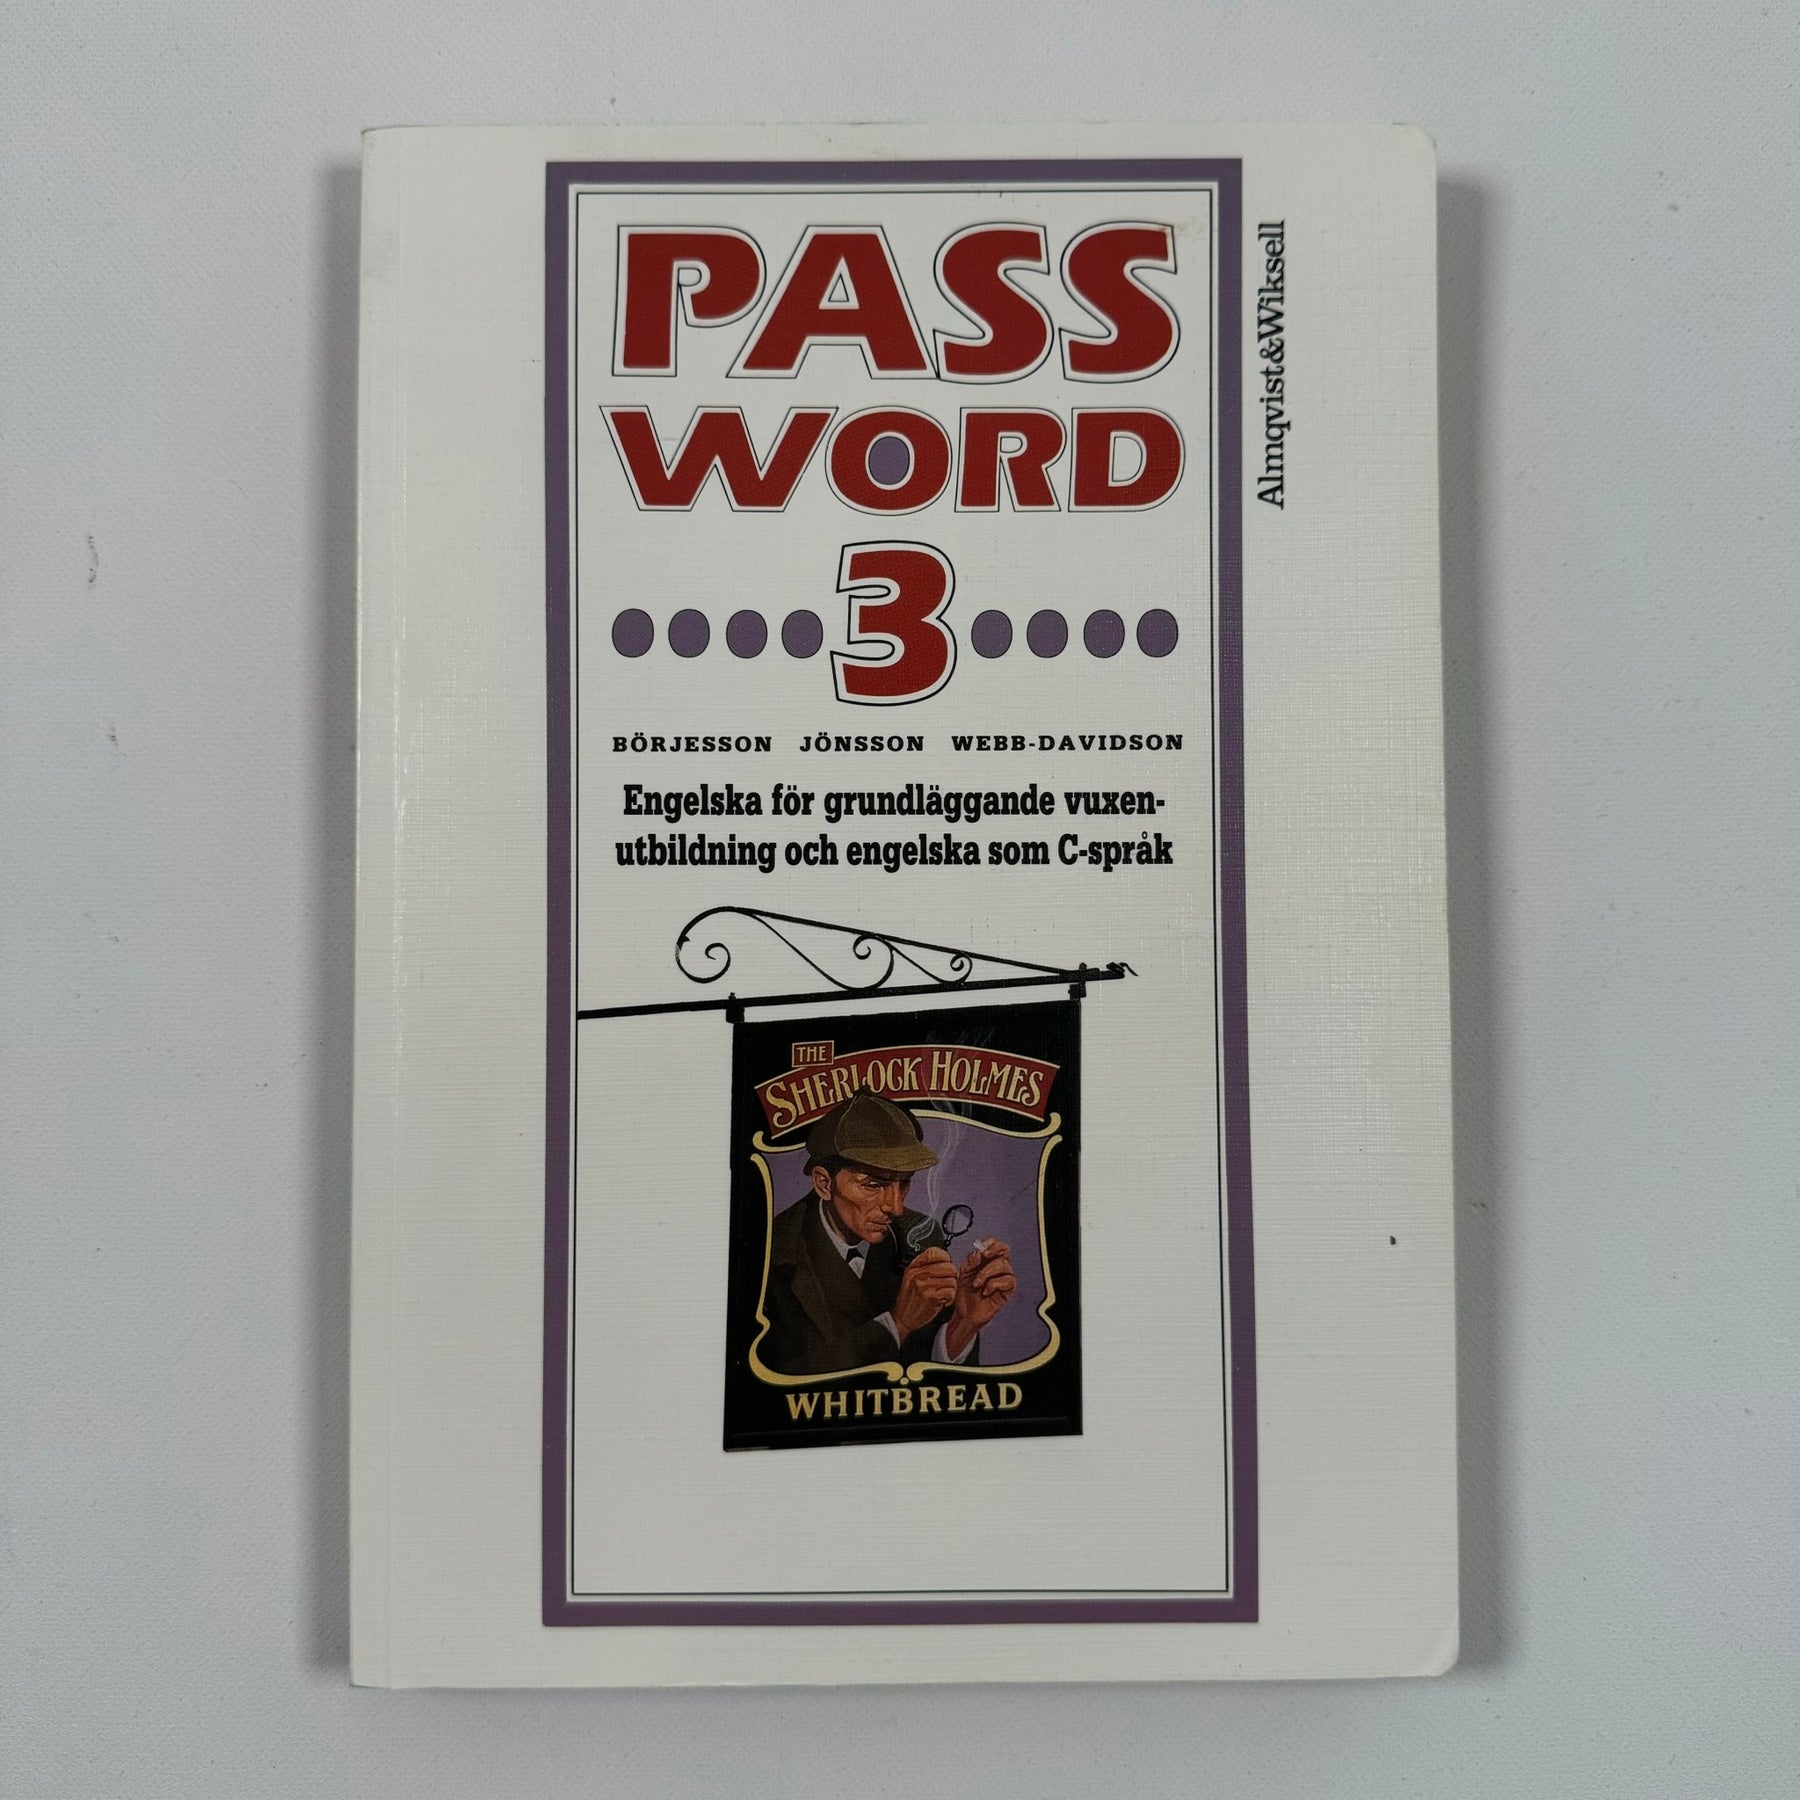 PASS
WORD
3
BÖRJESSON JÖNSSON WEBB-DAVIDSON
Engelska för grundläggande vuxen-
utbildning och engelska som C-språk
THE
SHERLOCK HOLMES
WHITBREAD
Almqvist&Wiksell